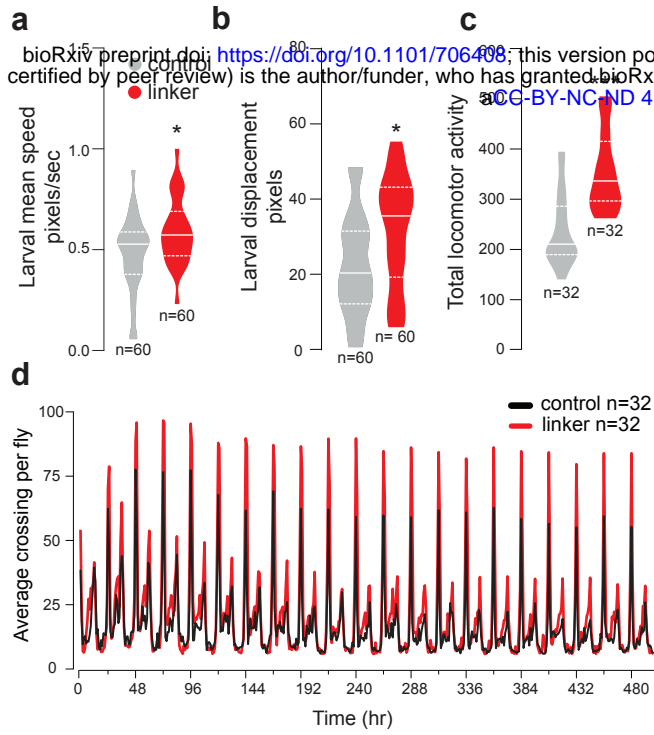 a
b
c
bioRxiv preprint doi: https://doi.org/10.1101/706408; this version po
certified by peer review) is the author/funder, who has granted bioRx
aCC-BY-NC-ND 4
control
linker
Larval mean speed
pixels/sec
1.5
1.0
0.5
0.0
*
n=60
n=60
Larval displacement
pixels
80
60
40
20
0
*
n=60
n= 60
Total locomotor activity
600
500
400
300
200
100
0
***
n=32
n=32
d
control n=32
linker n=32
Average crossing per fly
100
75
50
25
0
0 48 96 144 192 240 288 336 384 432 480
Time (hr)